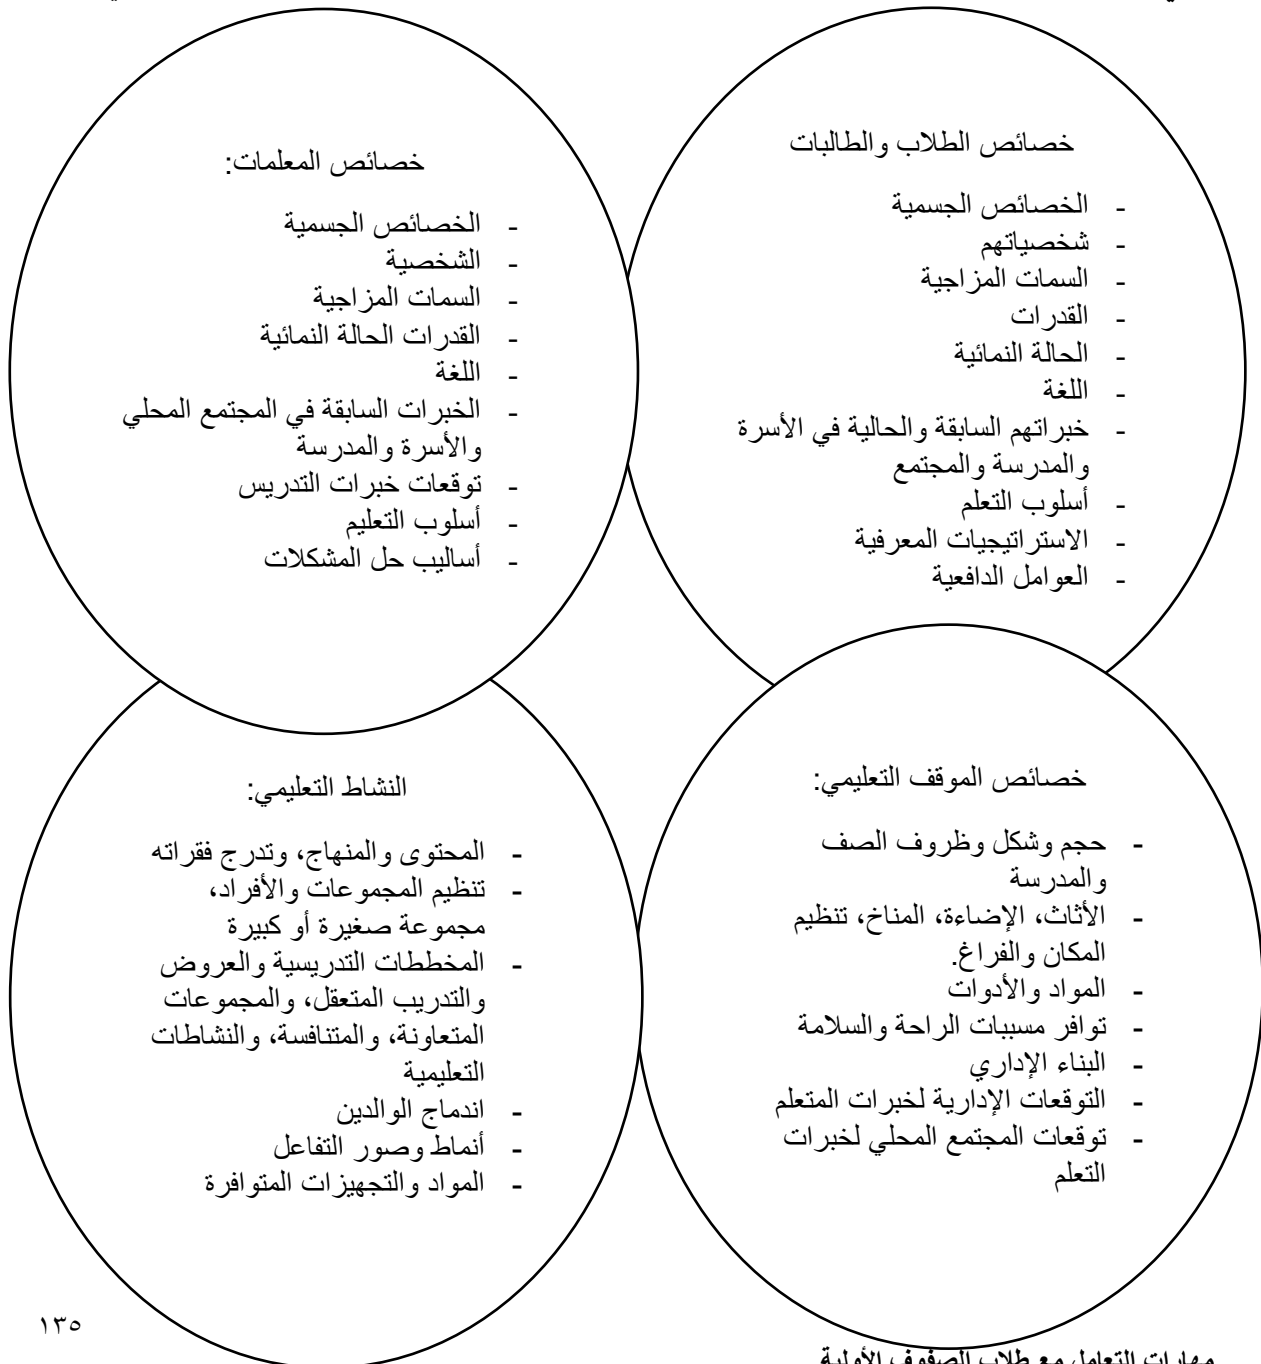 خصائص الطلاب والطالبات
- الخصائص الجسمية
- شخصياتهم
- السمات المزاجية
- القدرات
- الحالة النمائية
- اللغة
- خبراتهم السابقة والحالية في الأسرة
والمدرسة والمجتمع
- أسلوب التعلم
- الاستراتيجيات المعرفية
- العوامل الدافعية
خصائص المعلمات:
- الخصائص الجسمية
- الشخصية
- السمات المزاجية
- القدرات الحالة النمائية
- اللغة
- الخبرات السابقة في المجتمع المحلي
والأسرة والمدرسة
- توقعات خبرات التدريس
- أسلوب التعليم
- أساليب حل المشكلات
خصائص الموقف التعليمي:
- حجم وشكل وظروف الصف
والمدرسة
- الأثاث، الإضاءة، المناخ، تنظيم
المكان والفراغ.
- المواد والأدوات
- توافر مسببات الراحة والسلامة
- البناء الإداري
- التوقعات الإدارية لخبرات المتعلم
- توقعات المجتمع المحلي لخبرات
التعلم
النشاط التعليمي:
- المحتوى والمنهاج، وتدرج فقراته
- تنظيم المجموعات والأفراد،
مجموعة صغيرة أو كبيرة
- المخططات التدريسية والعروض
والتدريب المتعقل، والمجموعات
المتعاونة، والمتنافسة، والنشاطات
التعليمية
- اندماج الوالدين
- أنماط وصور التفاعل
- المواد والتجهيزات المتوافرة
١٣٥
مهارات التعامل مع طلاب الصفوف الأولية